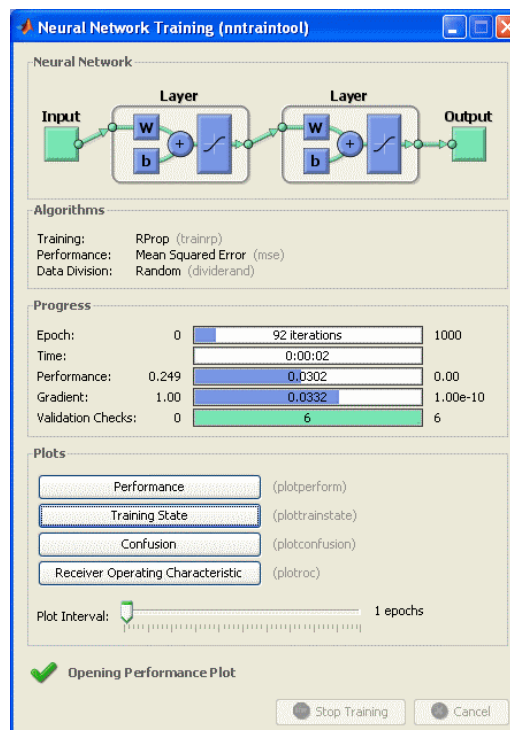 Neural Network Training (nntraintool)
Neural Network
Layer Layer
Input Output
W W
+ +
b b
Algorithms
Training: RProp (trainrp)
Performance: Mean Squared Error (mse)
Data Division: Random (dividerand)
Progress
Epoch: 0 92 iterations 1000
Time: 0:00:02
Performance: 0.249 0.0302 0.00
Gradient: 1.00 0.0332 1.00e-10
Validation Checks: 0 6 6
Plots
Performance (plotperform)
Training State (plottrainstate)
Confusion (plotconfusion)
Receiver Operating Characteristic (plotroc)
Plot Interval: 1 epochs
Opening Performance Plot
Stop Training Cancel